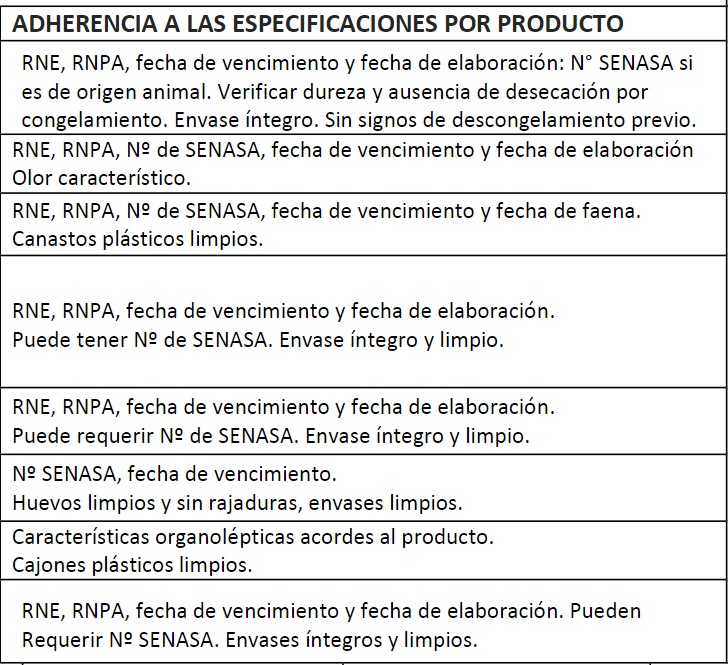 ADHERENCIA A LAS ESPECIFICACIONES POR PRODUCTO
RNE, RNPA, fecha de vencimiento y fecha de elaboración: N° SENASA si
es de origen animal. Verificar dureza y ausencia de desecación por
congelamiento. Envase íntegro. Sin signos de descongelamiento previo.
RNE, RNPA, Nº de SENASA, fecha de vencimiento y fecha de elaboración
Olor característico.
RNE, RNPA, Nº de SENASA, fecha de vencimiento y fecha de faena.
Canastos plásticos limpios.
RNE, RNPA, fecha de vencimiento y fecha de elaboración.
Puede tener Nº de SENASA. Envase íntegro y limpio.
RNE, RNPA, fecha de vencimiento y fecha de elaboración.
Puede requerir Nº de SENASA. Envase íntegro y limpio.
Nº SENASA, fecha de vencimiento.
Huevos limpios y sin rajaduras, envases limpios.
Características organolépticas acordes al producto.
Cajones plásticos limpios.
RNE, RNPA, fecha de vencimiento y fecha de elaboración. Pueden
Requerir Nº SENASA. Envases íntegros y limpios.